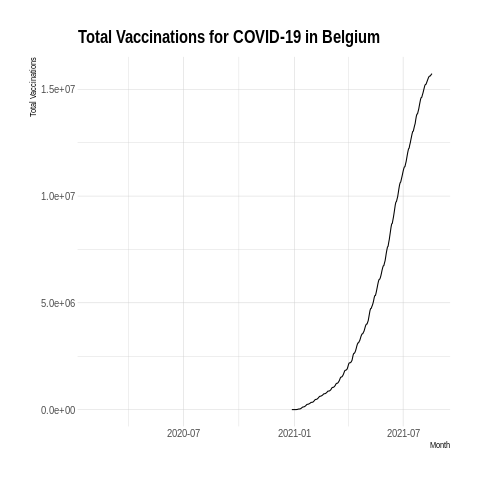 Total Vaccinations for COVID-19 in Belgium
Total Vaccinations
1.5e+07
1.0e+07
5.0e+06
0.0e+00
2020-07
2021-01
2021-07
Month